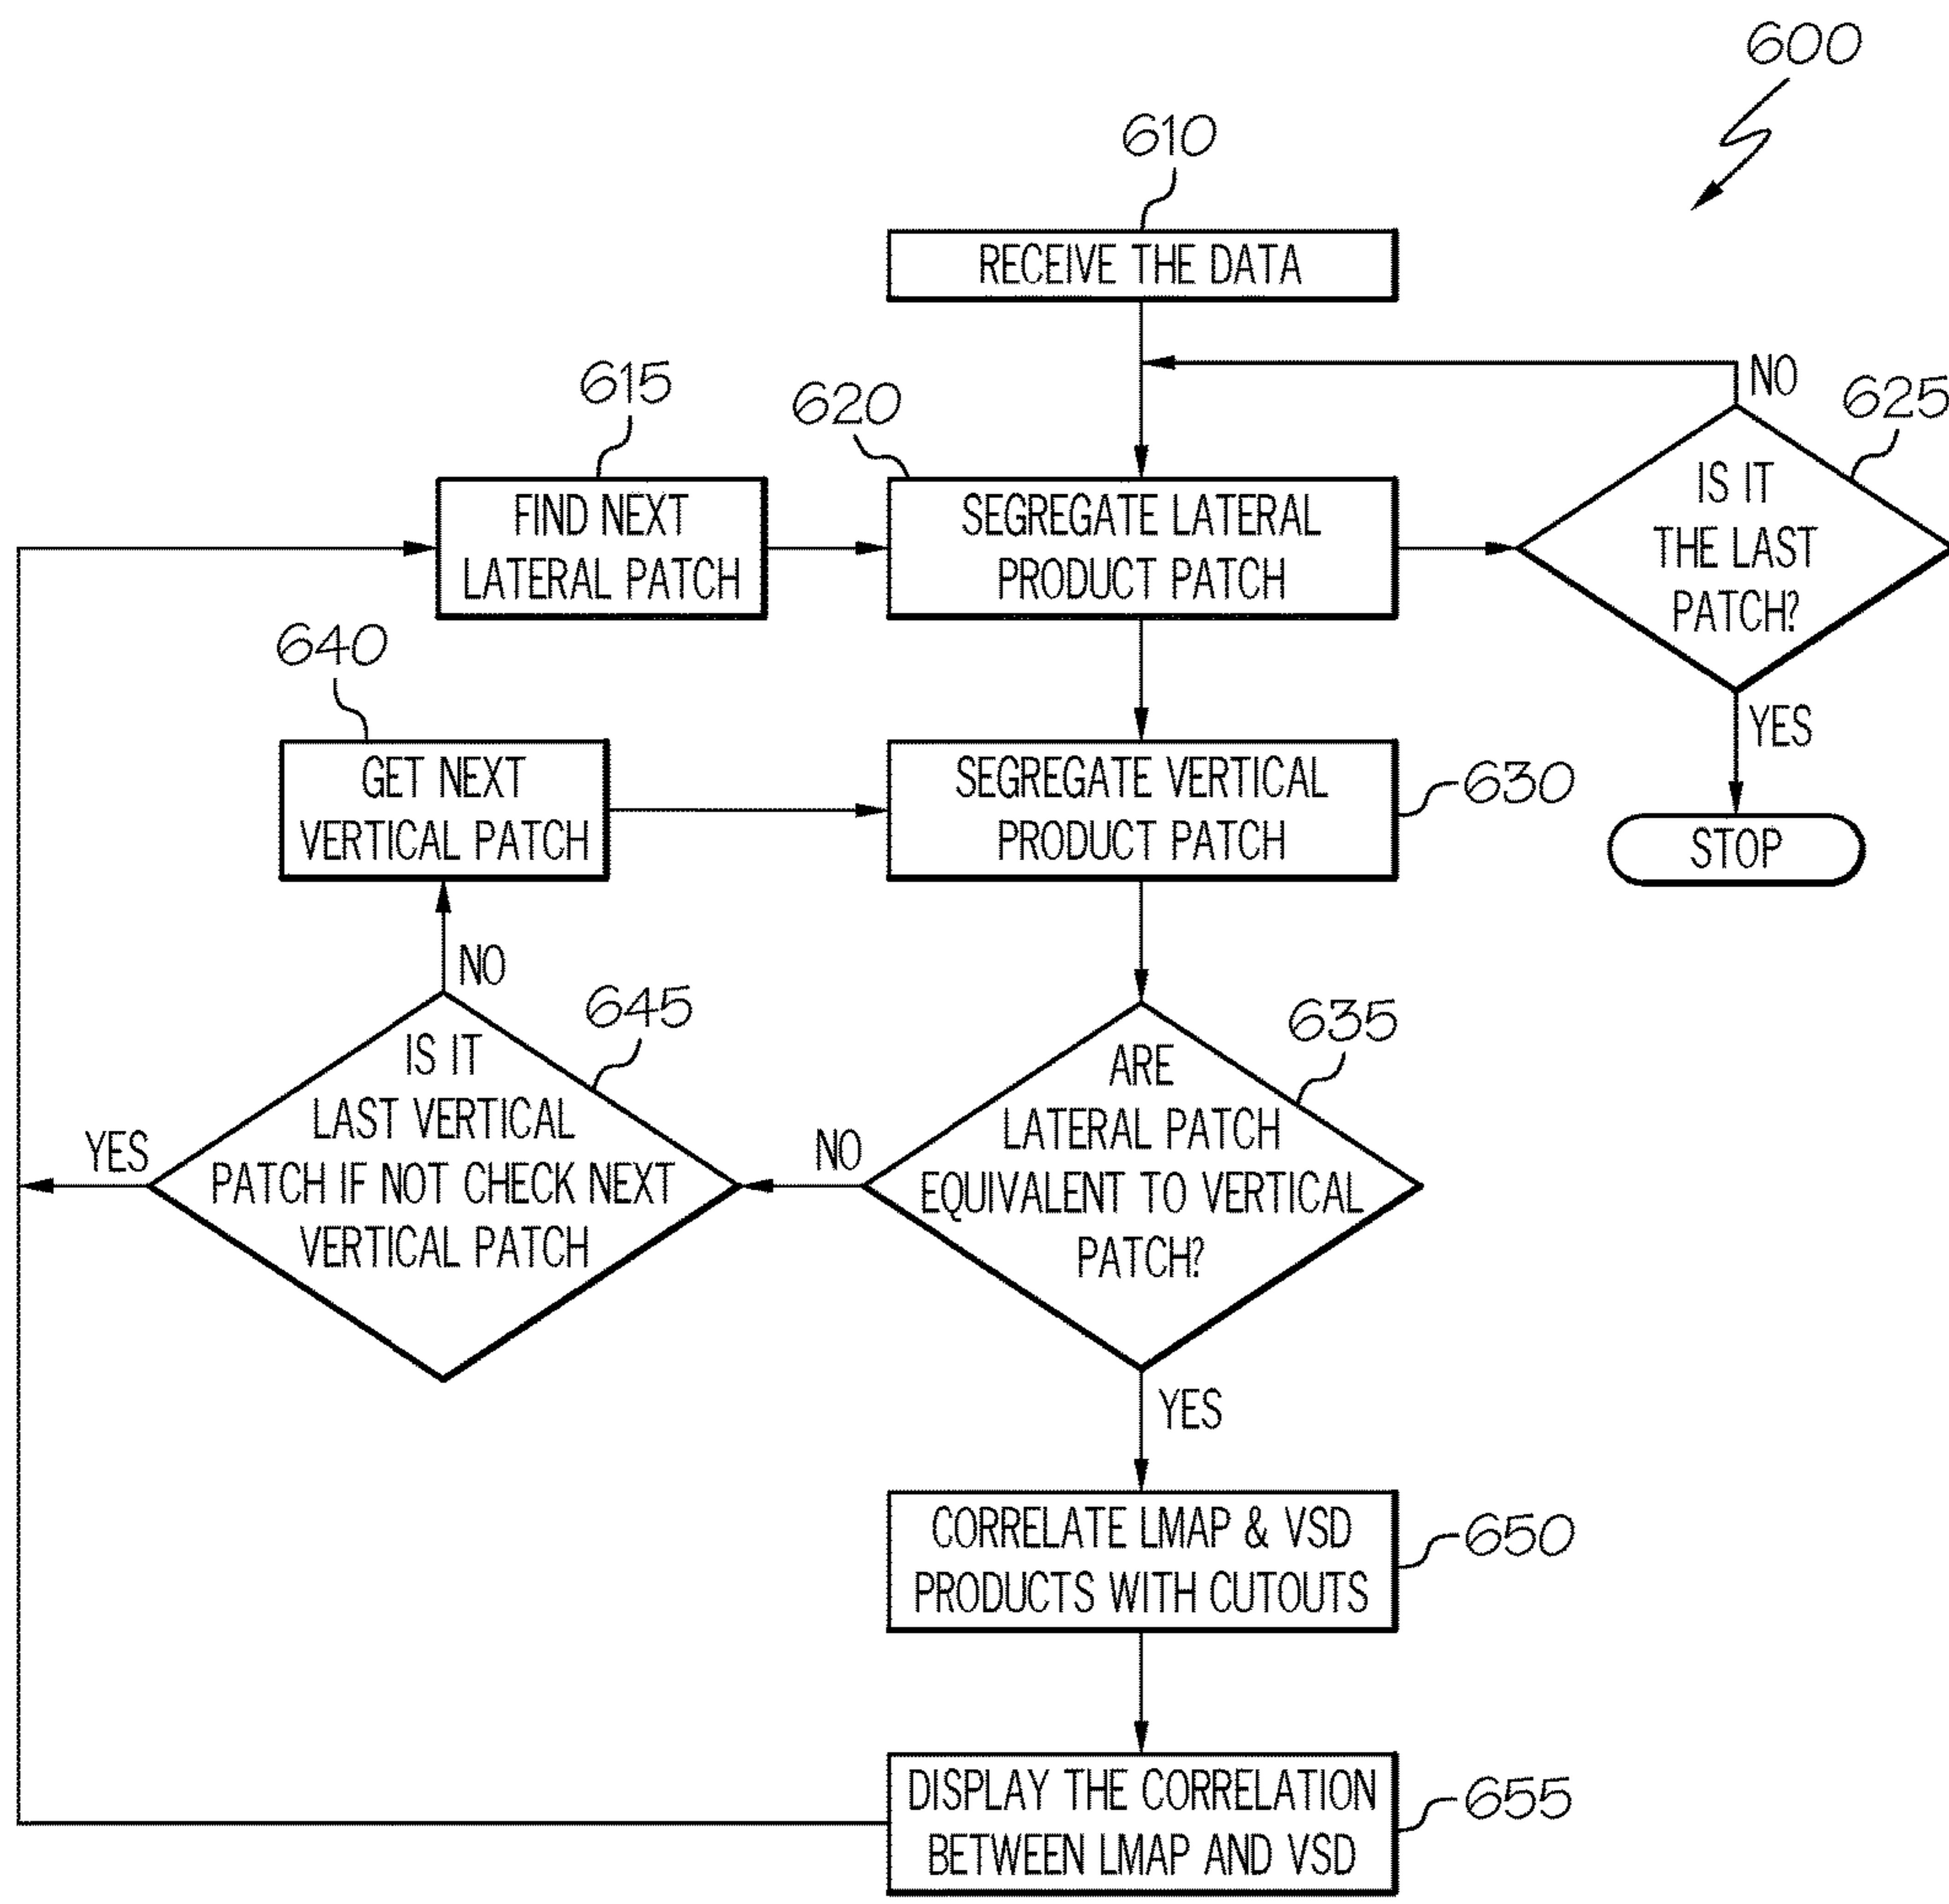 600
610
RECEIVE THE DATA
NO
625
615
620
FIND NEXT
LATERAL PATCH
SEGREGATE LATERAL
PRODUCT PATCH
IS IT
THE LAST
PATCH?
YES
STOP
640
GET NEXT
VERTICAL PATCH
SEGREGATE VERTICAL
PRODUCT PATCH
630
NO
645
IS IT
LAST VERTICAL
PATCH IF NOT CHECK NEXT
VERTICAL PATCH
YES
NO
635
ARE
LATERAL PATCH
EQUIVALENT TO VERTICAL
PATCH?
YES
CORRELATE LMAP & VSD
PRODUCTS WITH CUTOUTS
650
DISPLAY THE CORRELATION
BETWEEN LMAP AND VSD
655